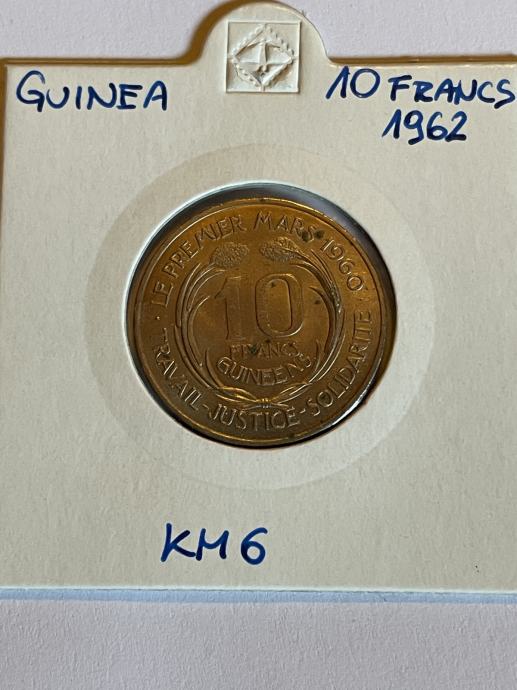 GUINEA
10 FRANCS
1962
· LE PREMIER MARS 1960 ·
10
FRANCS
GUINEENS
TRAVAIL-JUSTICE-SOLIDARITE
KM 6